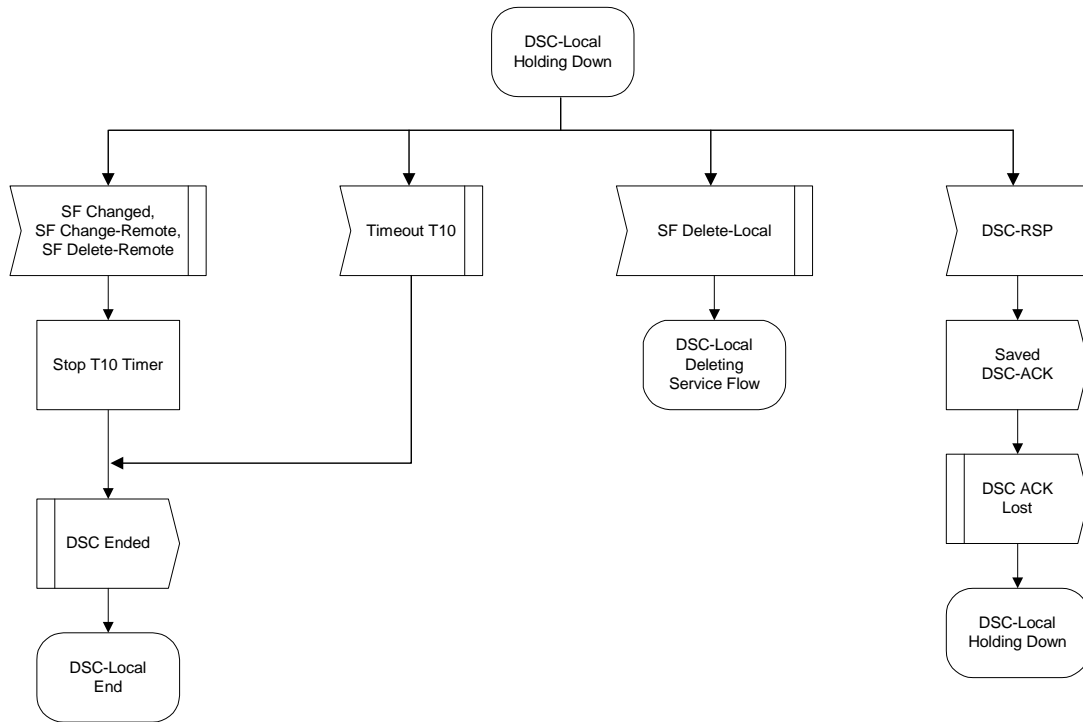 DSC-Local
Holding Down
SF Changed,
SF Change-Remote,
SF Delete-Remote
Timeout T10
SF Delete-Local
DSC-RSP
Stop T10 Timer
DSC-Local
Deleting
Service Flow
Saved
DSC-ACK
DSC Ended
DSC ACK
Lost
DSC-Local
End
DSC-Local
Holding Down